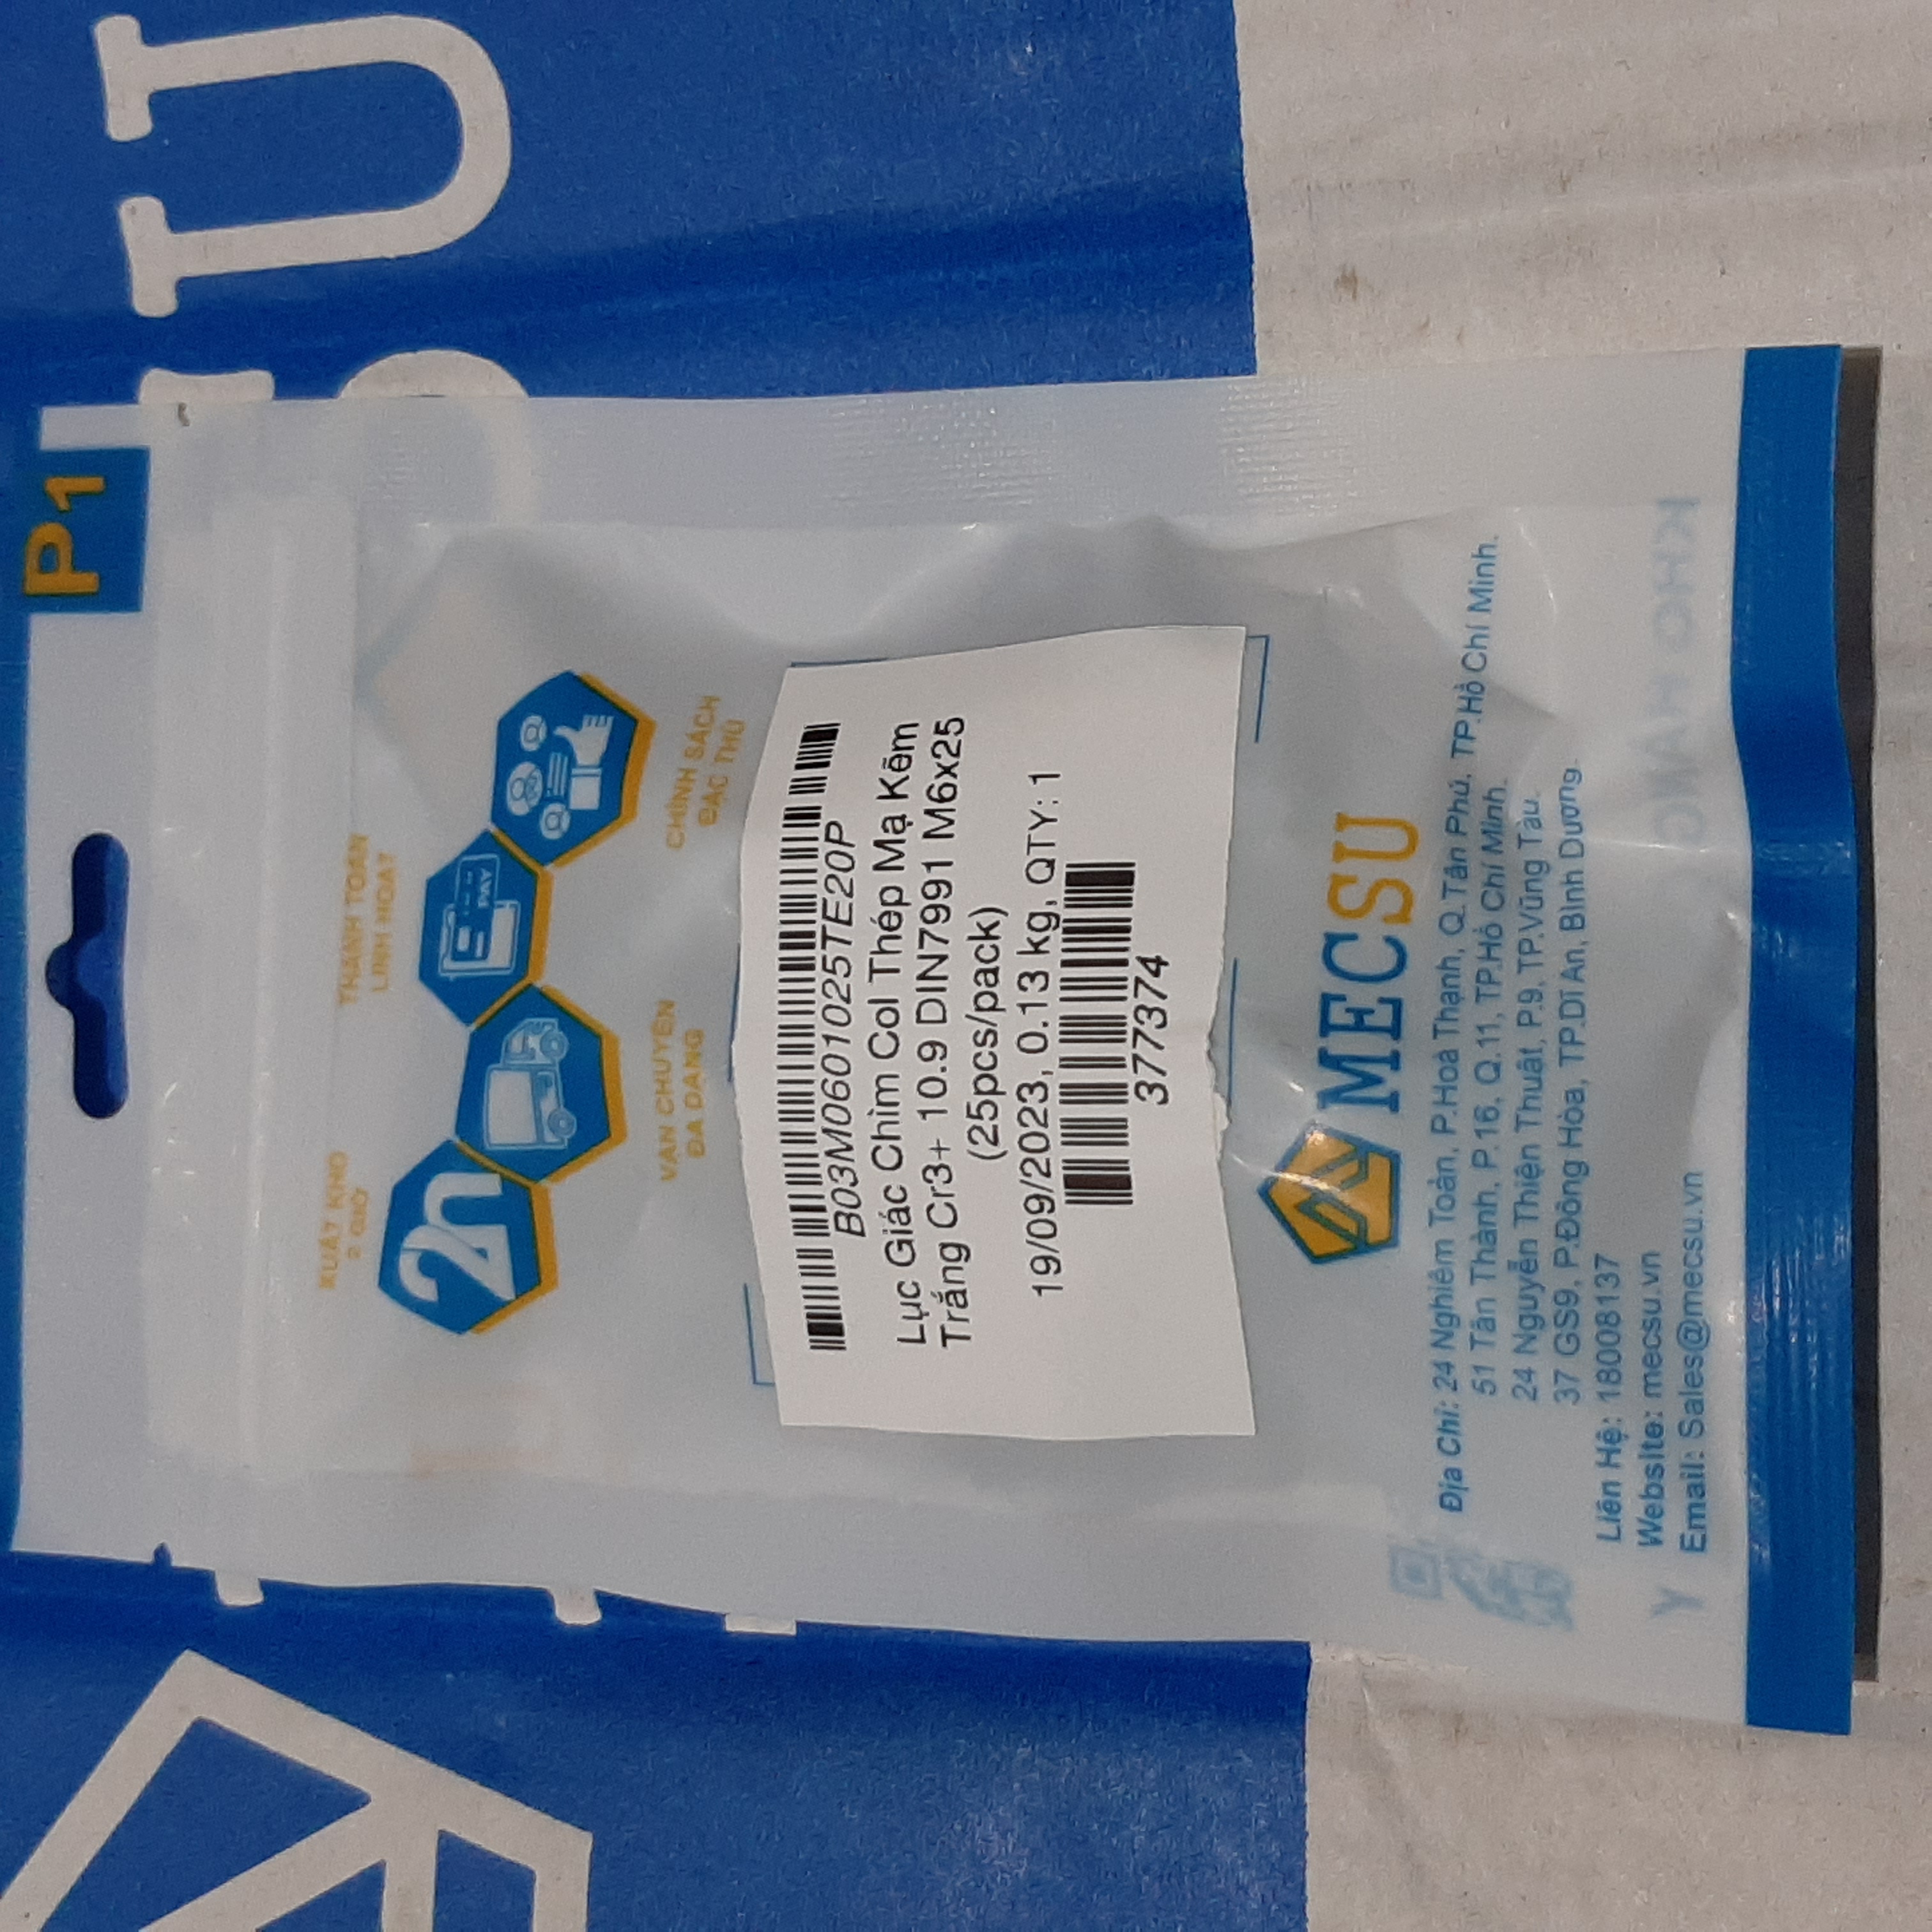 P1
XUẤT KHO
2 GIỜ
THANH TOÁN
LINH HOẠT
2h
PAY
VẬN CHUYỂN
ĐA DẠNG
CHÍNH SÁCH
ĐẶC THÙ
B03M0601025TE20P
Lục Giác Chìm Col Thép Mạ Kẽm
Trắng Cr3+ 10.9 DIN7991 M6x25
(25pcs/pack)
19/09/2023, 0.13 kg, QTY: 1
377374
MECSU
Địa Chỉ: 24 Nghiêm Toản, P.Hoà Thạnh, Q.Tân Phú, TP.Hồ Chí Minh.
51 Tân Thành, P.16, Q.11, TP.Hồ Chí Minh.
24 Nguyễn Thiện Thuật, P.9, TP.Vũng Tàu.
37 GS9, P.Đông Hòa, TP.Dĩ An, Bình Dương.
Liên Hệ: 18008137
Website: mecsu.vn
Email: Sales@mecsu.vn
KHO HÀNG
SU